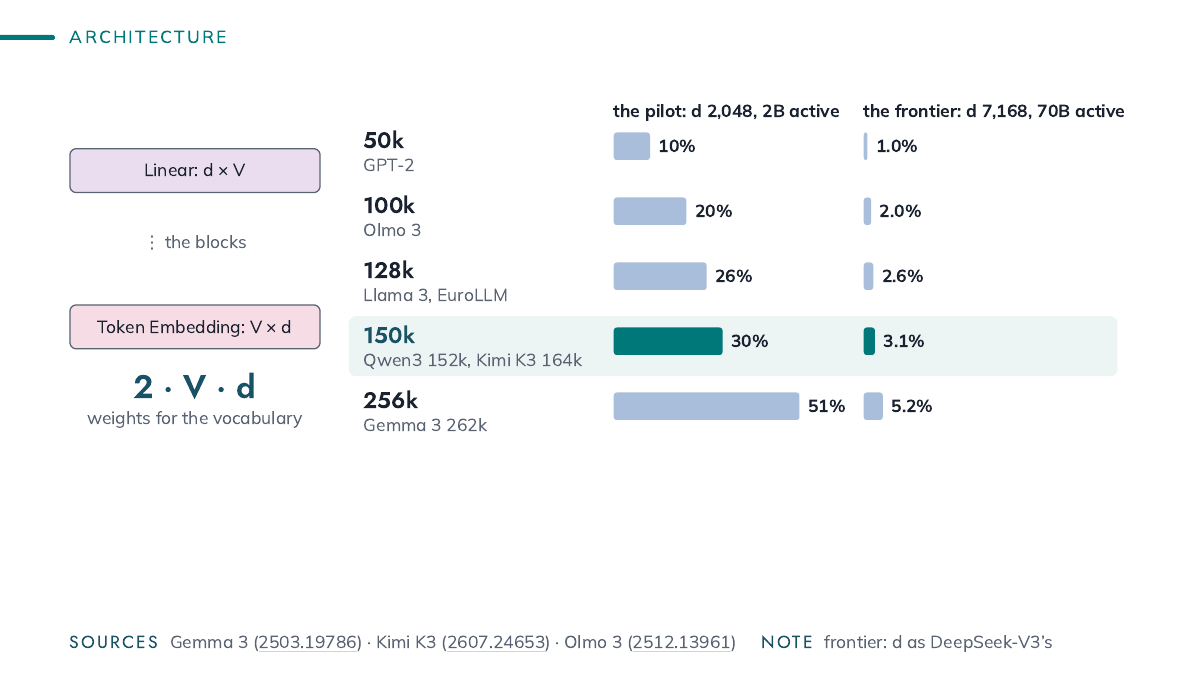 ARCHITECTURE
the pilot: d 2,048, 2B active
the frontier: d 7,168, 70B active
Linear: d × V
⋮ the blocks
Token Embedding: V × d
2 · V · d
weights for the vocabulary
50k
GPT-2
10%
1.0%
100k
Olmo 3
20%
2.0%
128k
Llama 3, EuroLLM
26%
2.6%
150k
Qwen3 152k, Kimi K3 164k
30%
3.1%
256k
Gemma 3 262k
51%
5.2%
SOURCES Gemma 3 (2503.19786) · Kimi K3 (2607.24653) · Olmo 3 (2512.13961) NOTE frontier: d as DeepSeek-V3’s